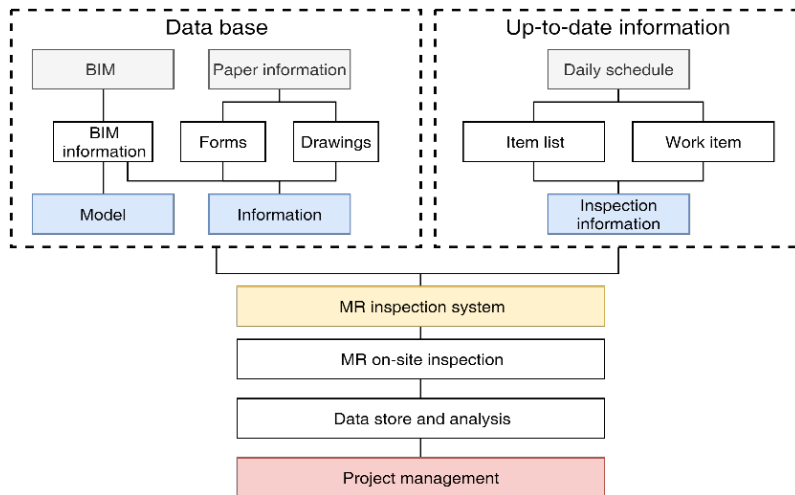 Data base
BIM
Paper information
BIM
information
Forms
Drawings
Model
Information
Up-to-date information
Daily schedule
Item list
Work item
Inspection
information
MR inspection system
MR on-site inspection
Data store and analysis
Project management